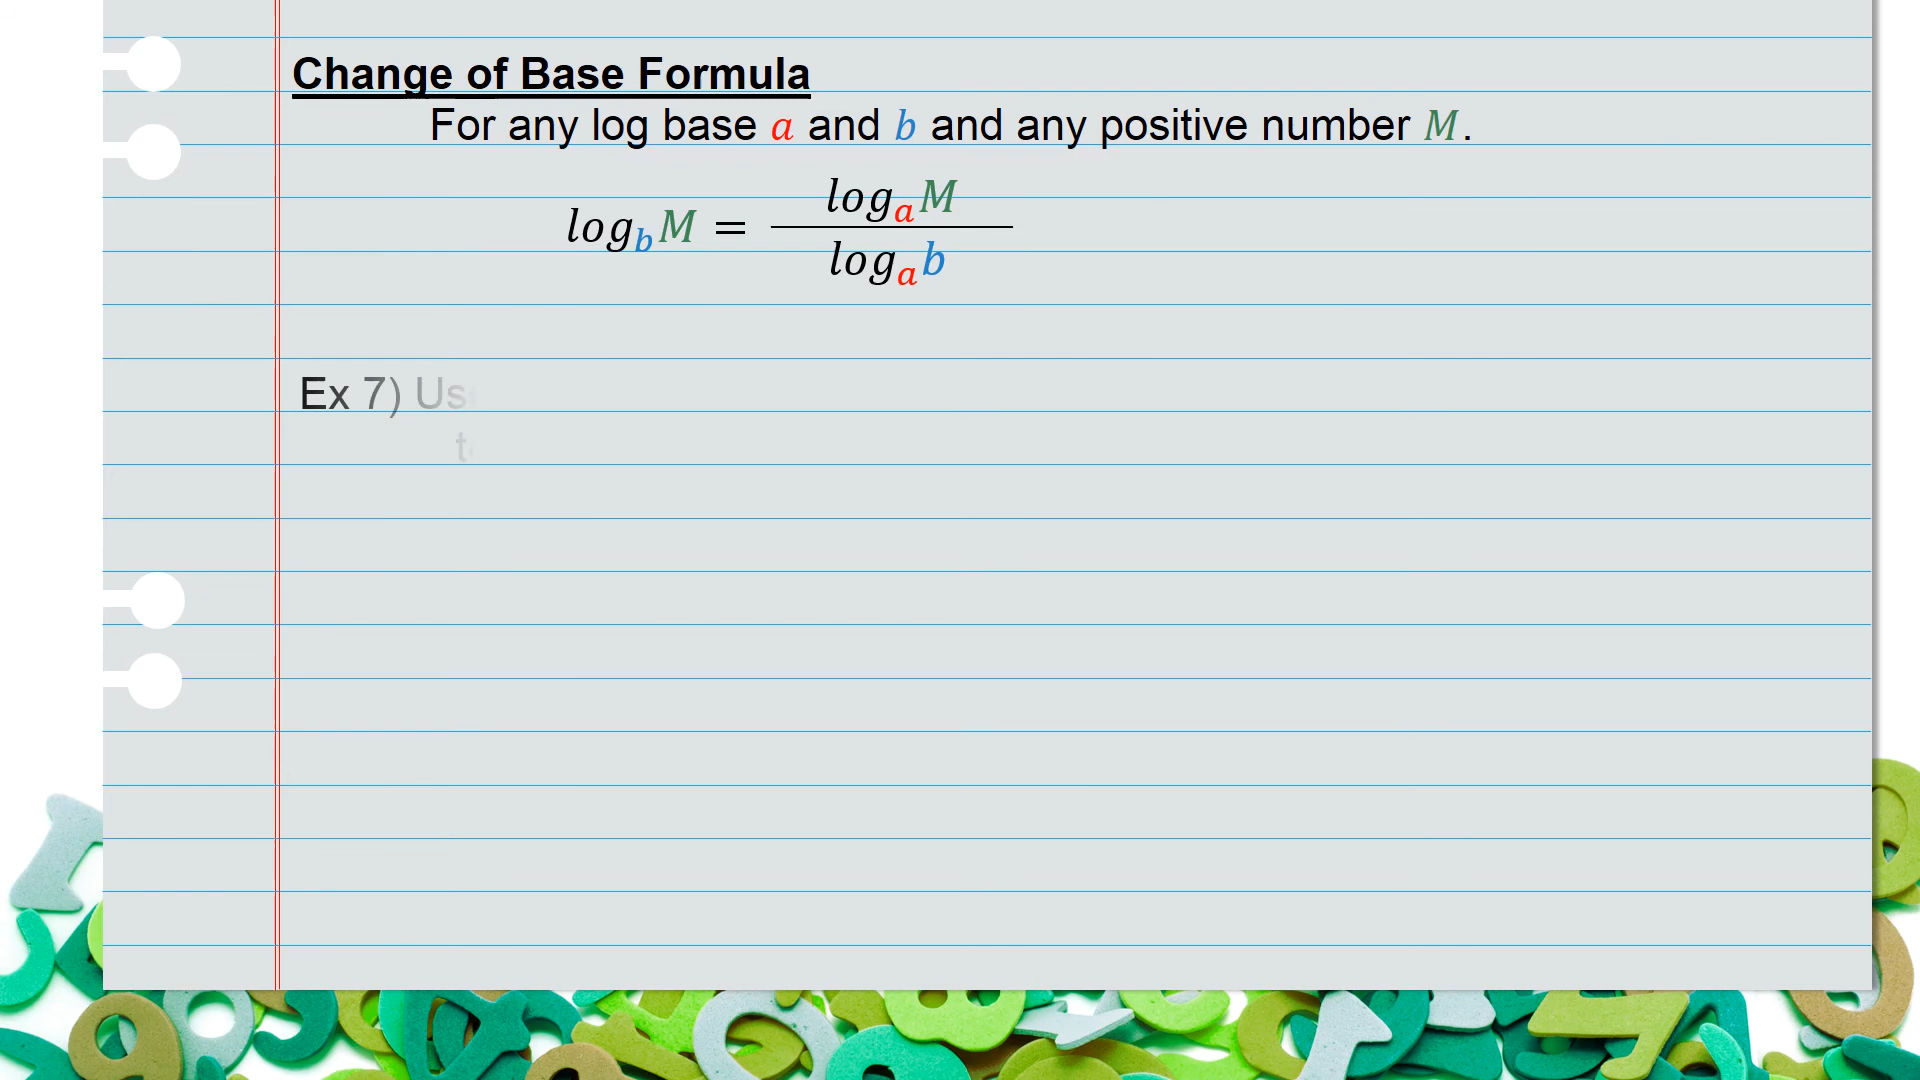 Change of Base Formula
For any log base a and b and any positive number M.
log_b M = log_a M / log_a b
Ex 7)